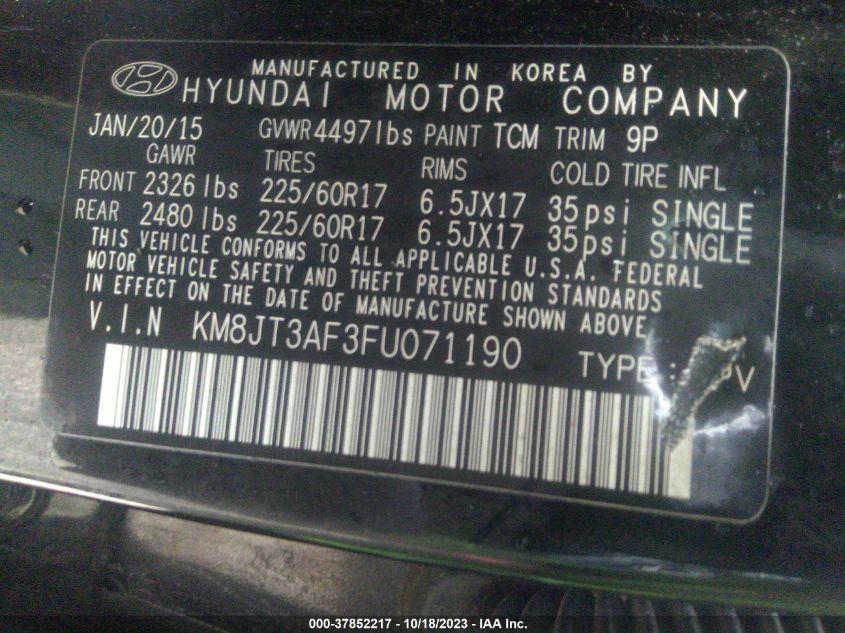 MANUFACTURED IN KOREA BY
HYUNDAI MOTOR COMPANY
JAN/20/15 GVWR 4497lbs PAINT TCM TRIM 9P
GAWR TIRES RIMS COLD TIRE INFL
FRONT 2326 lbs 225/60R17 6.5JX17 35psi SINGLE
REAR 2480 lbs 225/60R17 6.5JX17 35psi SINGLE
THIS VEHICLE CONFORMS TO ALL APPLICABLE U.S.A. FEDERAL
MOTOR VEHICLE SAFETY AND THEFT PREVENTION STANDARDS
IN EFFECT ON THE DATE OF MANUFACTURE SHOWN ABOVE
V.I.N KM8JT3AF3FU071190 TYPE:
000-37852217 - 10/18/2023 - IAA Inc.